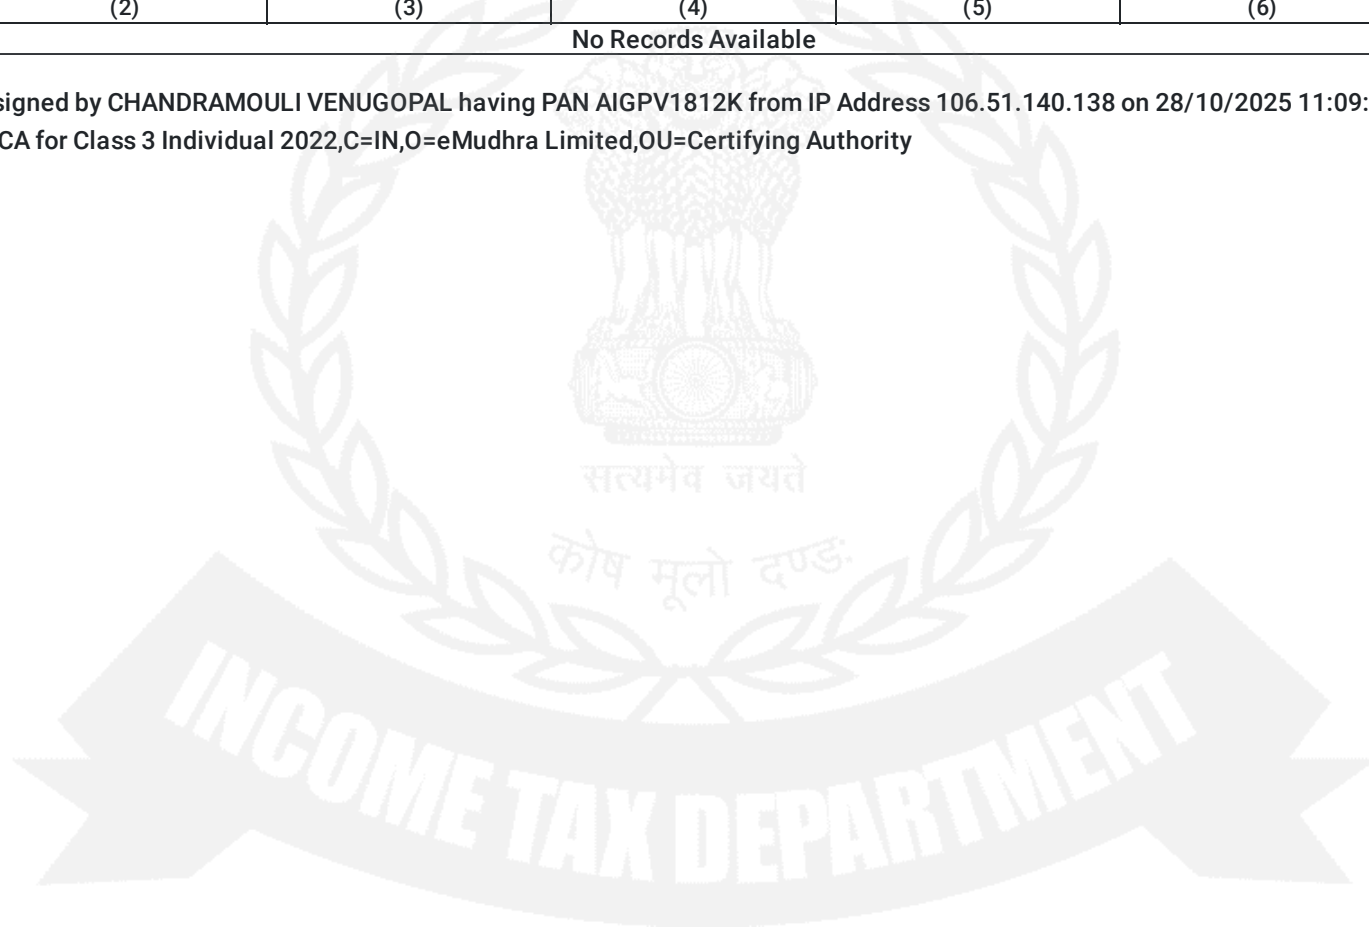 (2) (3) (4) (5) (6)
No Records Available
signed by CHANDRAMOULI VENUGOPAL having PAN AIGPV1812K from IP Address 106.51.140.138 on 28/10/2025 11:09:
CA for Class 3 Individual 2022,C=IN,O=eMudhra Limited,OU=Certifying Authority
सत्यमेव जयते
कोष मूलो दण्डः
INCOME TAX DEPARTMENT